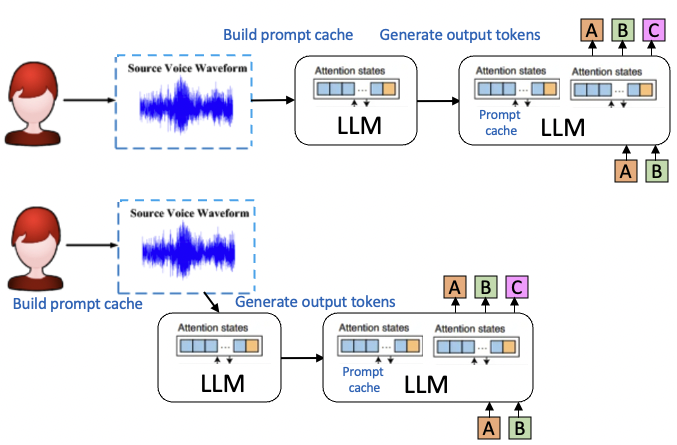 Build prompt cache
Generate output tokens
A B C
Source Voice Waveform
Attention states
...
LLM
Attention states
...
Attention states
...
Prompt
cache
LLM
A B
Source Voice Waveform
Build prompt cache
Generate output tokens
A B C
Attention states
...
LLM
Attention states
...
Attention states
...
Prompt
cache
LLM
A B